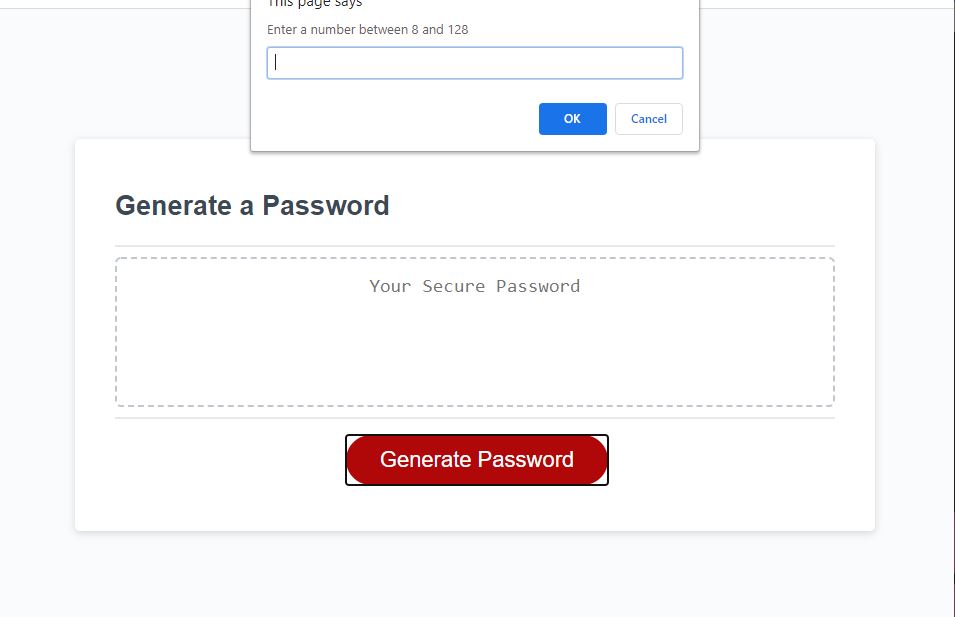 This page says
Enter a number between 8 and 128
OK
Cancel
Generate a Password
Your Secure Password
Generate Password